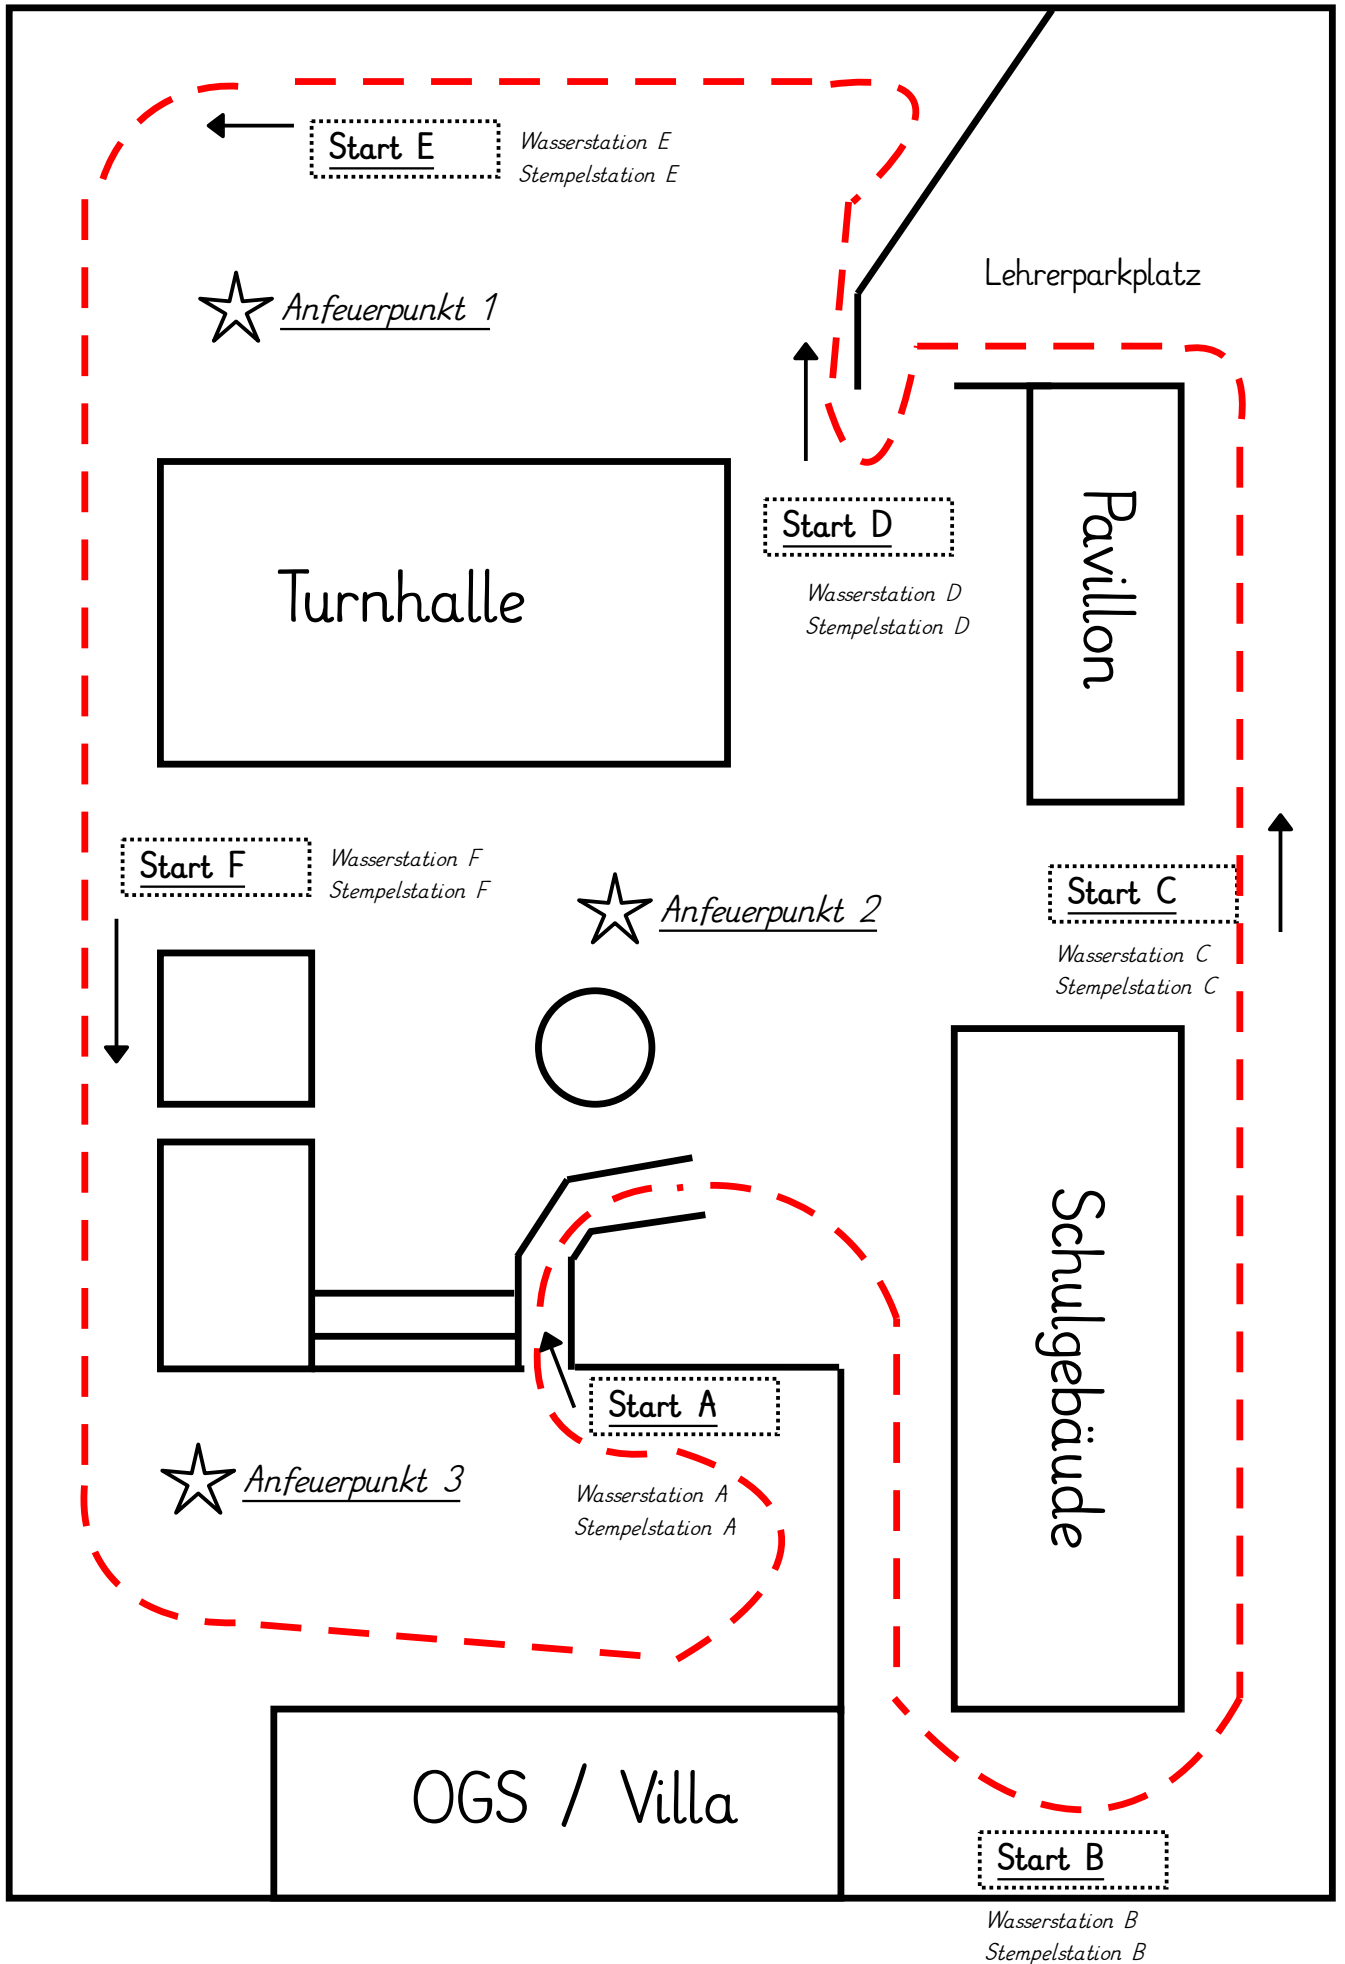 Start E
Wasserstation E
Stempelstation E
Lehrerparkplatz
Anfeuerpunkt 1
Start D
Wasserstation D
Stempelstation D
Pavillon
Turnhalle
Start F
Wasserstation F
Stempelstation F
Anfeuerpunkt 2
Start C
Wasserstation C
Stempelstation C
Schulgebäude
Start A
Wasserstation A
Stempelstation A
Anfeuerpunkt 3
OGS / Villa
Start B
Wasserstation B
Stempelstation B